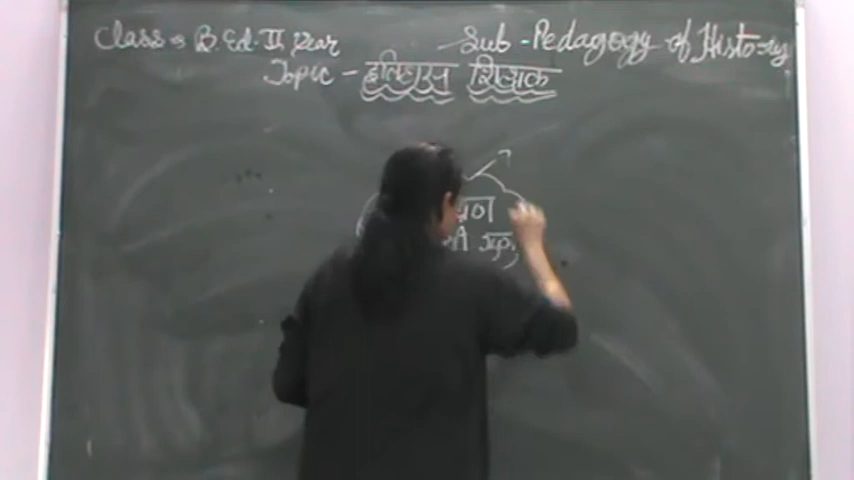 Class → B.Ed-II Year
Sub - Pedagogy of History
Topic - इतिहास शिक्षक